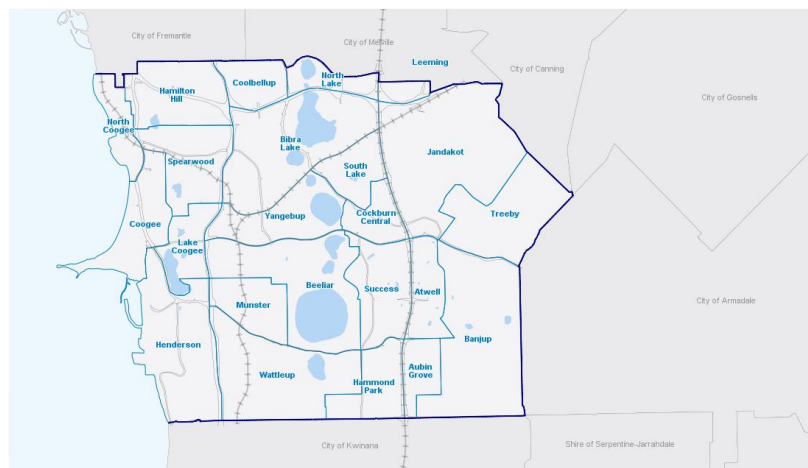 City of Fremantle
City of Melville
Leeming
City of Canning
City of Gosnells
Coolbellup
North
Lake
Hamilton
Hill
North
Coogee
Bibra
Lake
Jandakot
Spearwood
South
Lake
Treeby
Yangebup
Cockburn
Central
Coogee
Lake
Coogee
Beeliar
Success
Atwell
City of Armadale
Munster
Henderson
Banjup
Wattleup
Hammond
Park
Aubin
Grove
City of Kwinana
Shire of Serpentine-Jarrahdale